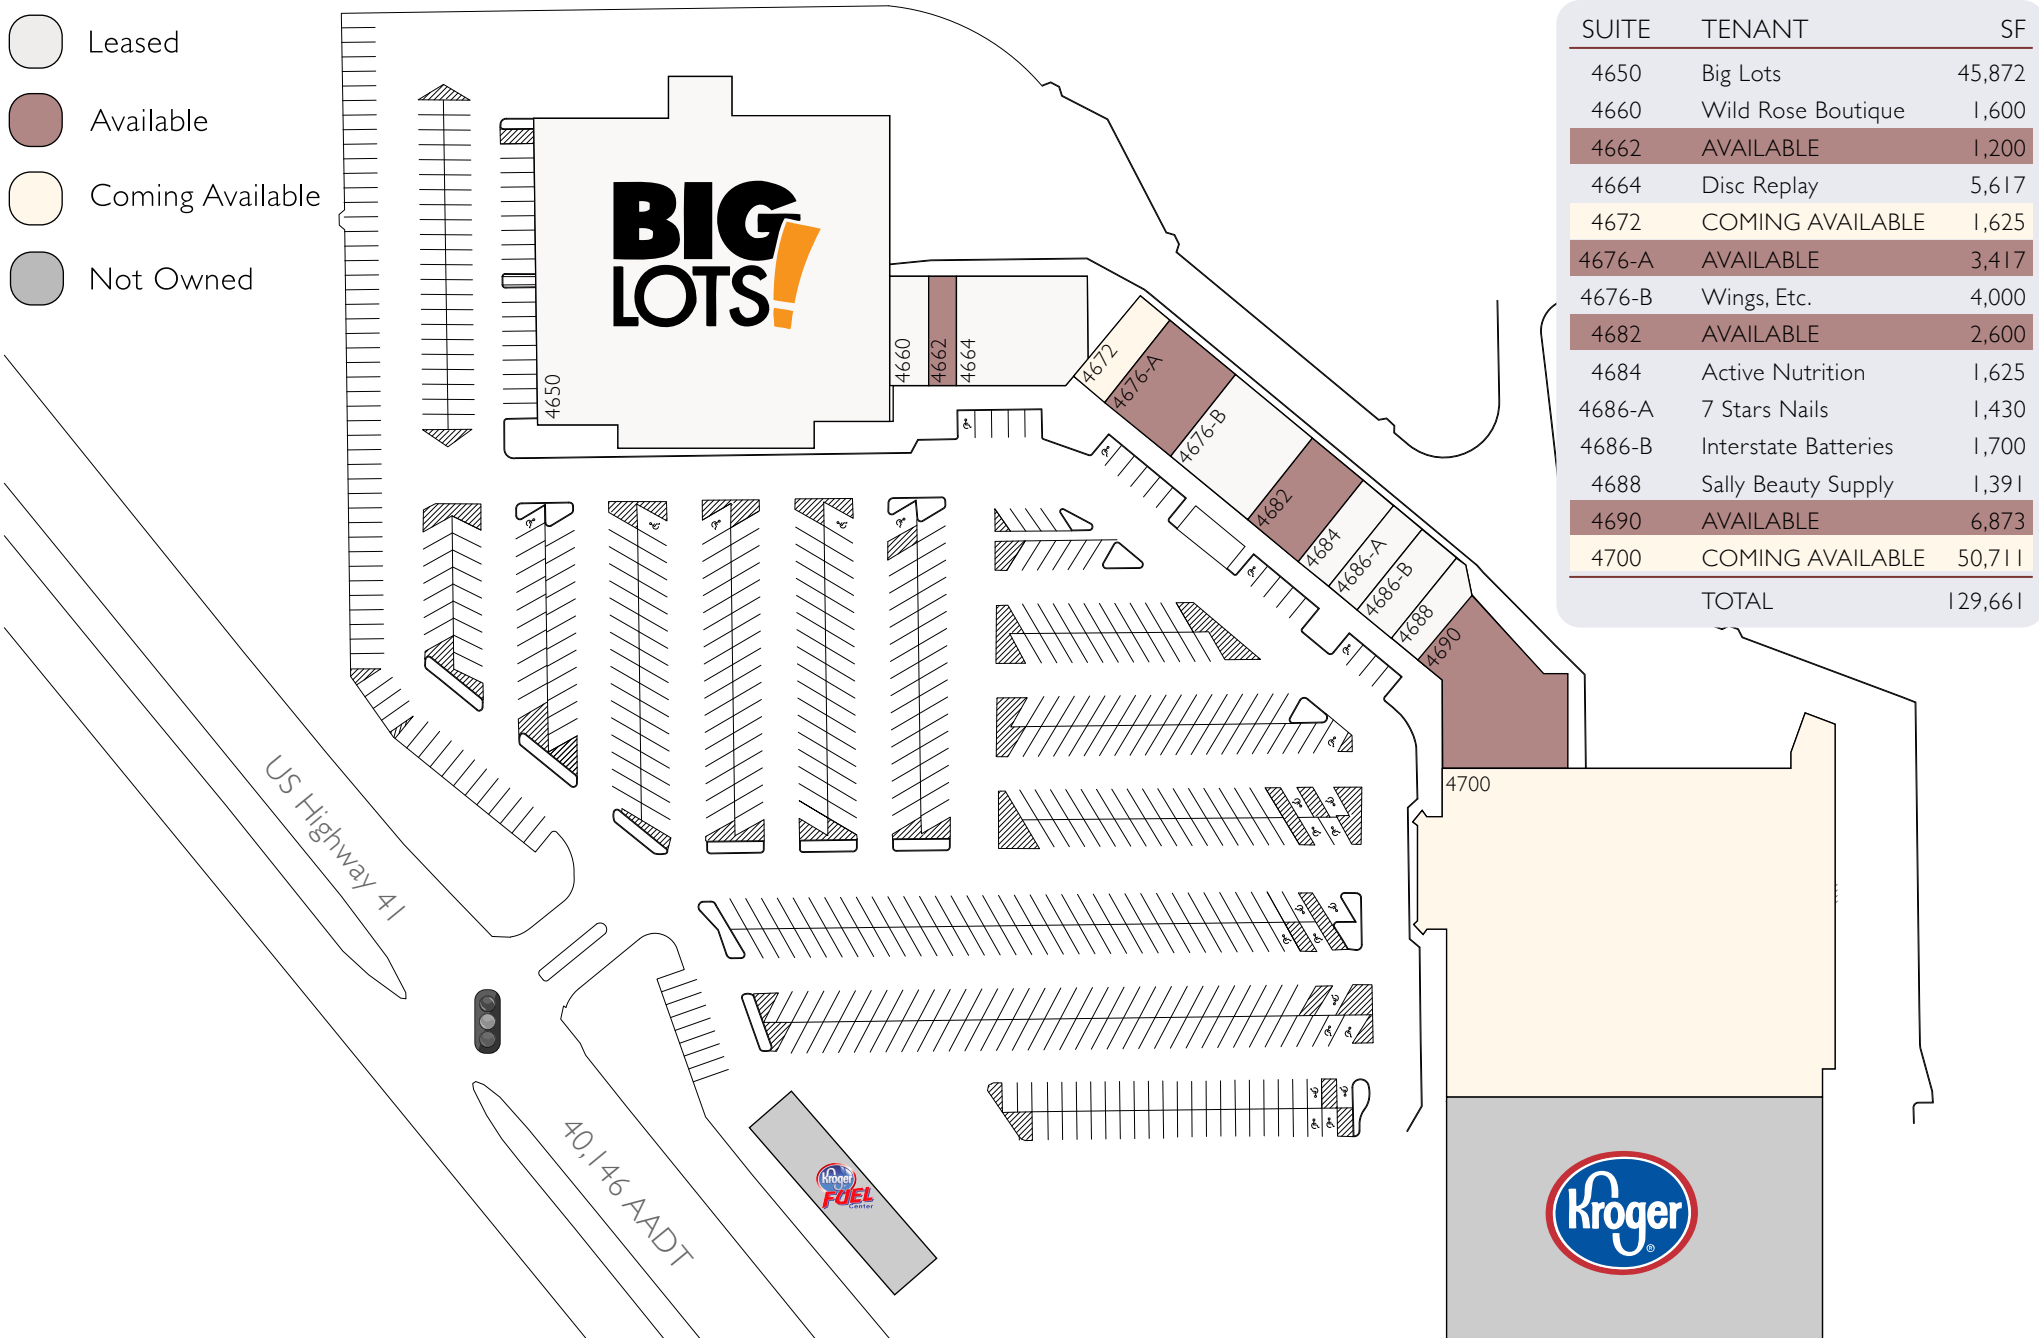 Leased
Available
Coming Available
Not Owned
SUITE TENANT SF
4650 Big Lots 45,872
4660 Wild Rose Boutique 1,600
4662 AVAILABLE 1,200
4664 Disc Replay 5,617
4672 COMING AVAILABLE 1,625
4676-A AVAILABLE 3,417
4676-B Wings, Etc. 4,000
4682 AVAILABLE 2,600
4684 Active Nutrition 1,625
4686-A 7 Stars Nails 1,430
4686-B Interstate Batteries 1,700
4688 Sally Beauty Supply 1,391
4690 AVAILABLE 6,873
4700 COMING AVAILABLE 50,711
TOTAL 129,661
BIG
LOTS!
4650
4660
4662
4664
4672
4676-A
4676-B
4682
4684
4686-A
4686-B
4688
4690
4700
US Highway 41
40,146 AADT
Kroger
FUEL
Center
Kroger
®